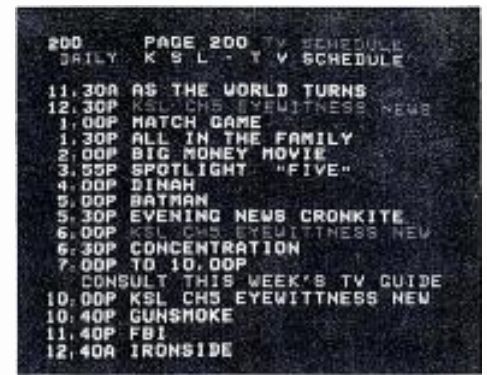 200 PAGE 200 TV SCHEDULE
DAILY K S L - T V SCHEDULE
11.30A AS THE WORLD TURNS
12.30P KSL CH5 EYEWITNESS NEWS
1.00P MATCH GAME
1.30P ALL IN THE FAMILY
2.00P BIG MONEY MOVIE
3.55P SPOTLIGHT "FIVE"
4.00P DINAH
5.00P BATMAN
5.30P EVENING NEWS CRONKITE
6.00P KSL CH5 EYEWITTNESS NEW
6.30P CONCENTRATION
7.00P TO 10.00P
CONSULT THIS WEEK'S TV GUIDE
10.00P KSL CH5 EYEWITTNESS NEW
10.40P GUNSMOKE
11.40P FBI
12.40A IRONSIDE